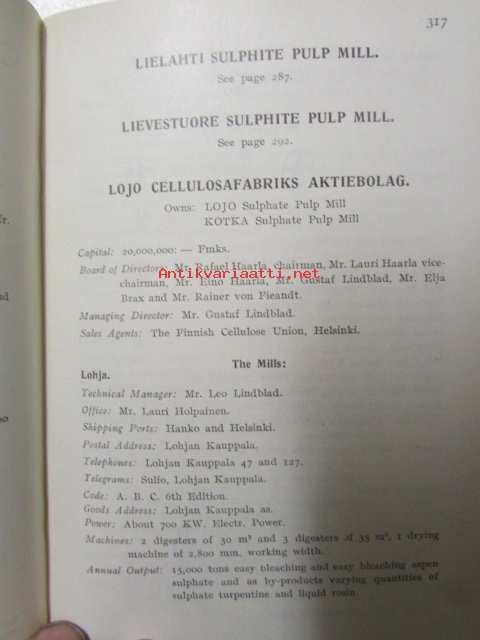 317
LIELAHTI SULPHITE PULP MILL.
See page 287.
LIEVESTUORE SULPHITE PULP MILL.
See page 292.
LOJO CELLULOSAFABRIKS AKTIEBOLAG.
Owns: LOJO Sulphate Pulp Mill
KOTKA Sulphate Pulp Mill
Capital: 20,000,000: — Fmks.
Board of Directors: Mr. Rafael Haarla, chairman, Mr. Lauri Haarla vice-
chairman, Mr. Eino Haarla, Mr. Gustaf Lindblad, Mr. Elja
Brax and Mr. Rainer von Fieandt.
Antikvariaatti.net
Managing Director: Mr. Gustaf Lindblad.
Sales Agents: The Finnish Cellulose Union, Helsinki.
The Mills:
Lohja.
Technical Manager: Mr. Leo Lindblad.
Office: Mr. Lauri Holpainen.
Shipping Ports: Hanko and Helsinki.
Postal Address: Lohjan Kauppala.
Telephones: Lohjan Kauppala 47 and 127.
Telegrams: Sulfo, Lohjan Kauppala.
Code: A. B. C. 6th Edition.
Goods Address: Lohjan Kauppala as.
Power: About 700 KW. Electr. Power.
Machines: 2 digesters of 30 m³ and 3 digesters of 35 m³, 1 drying
machine of 2,800 mm. working width.
Annual Output: 15,000 tons easy bleaching and easy bleaching aspen
sulphate and as by-products varying quantities of
sulphate turpentine and liquid rosin.